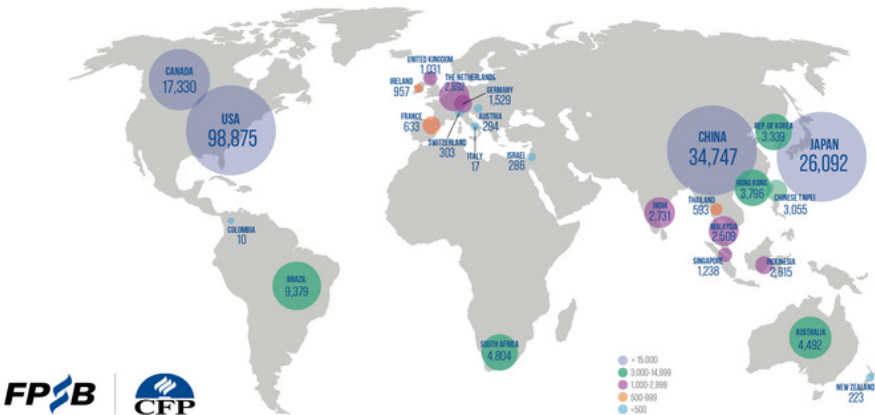 CANADA
17,330
USA
98,875
COLOMBIA
10
BRAZIL
9,379
UNITED KINGDOM
1,031
IRELAND
957
THE NETHERLANDS
2,892
GERMANY
1,529
FRANCE
633
AUSTRIA
294
SWITZERLAND
303
ITALY
17
ISRAEL
286
SOUTH AFRICA
4,804
CHINA
34,747
REP. OF KOREA
3,339
JAPAN
26,092
HONG KONG
3,796
CHINESE TAIPEI
3,055
INDIA
2,731
THAILAND
593
MALAYSIA
2,509
SINGAPORE
1,238
INDONESIA
2,615
AUSTRALIA
4,492
NEW ZEALAND
223
+ 15,000
3,000-14,999
1,000-2,999
500-999
<500
FPSB
CFP